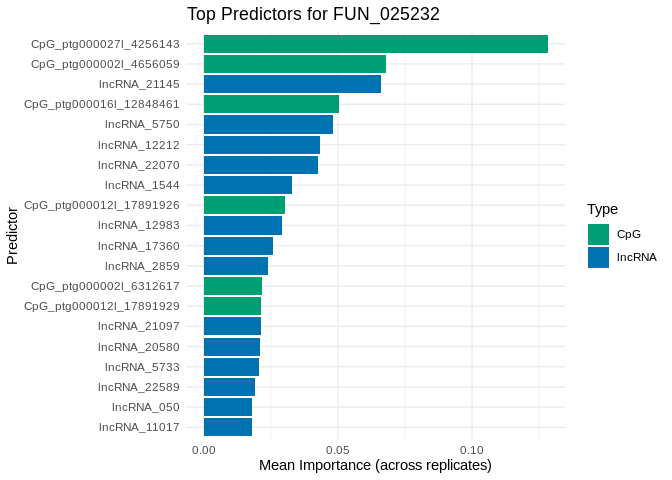 Top Predictors for FUN_025232
CpG_ptg000027l_4256143
CpG_ptg000002l_4656059
lncRNA_21145
CpG_ptg000016l_12848461
lncRNA_5750
lncRNA_12212
lncRNA_22070
lncRNA_1544
CpG_ptg000012l_17891926
lncRNA_12983
lncRNA_17360
lncRNA_2859
CpG_ptg000002l_6312617
CpG_ptg000012l_17891929
lncRNA_21097
lncRNA_20580
lncRNA_5733
lncRNA_22589
lncRNA_050
lncRNA_11017
Predictor
0.00 0.05 0.10
Mean Importance (across replicates)
Type
CpG
lncRNA